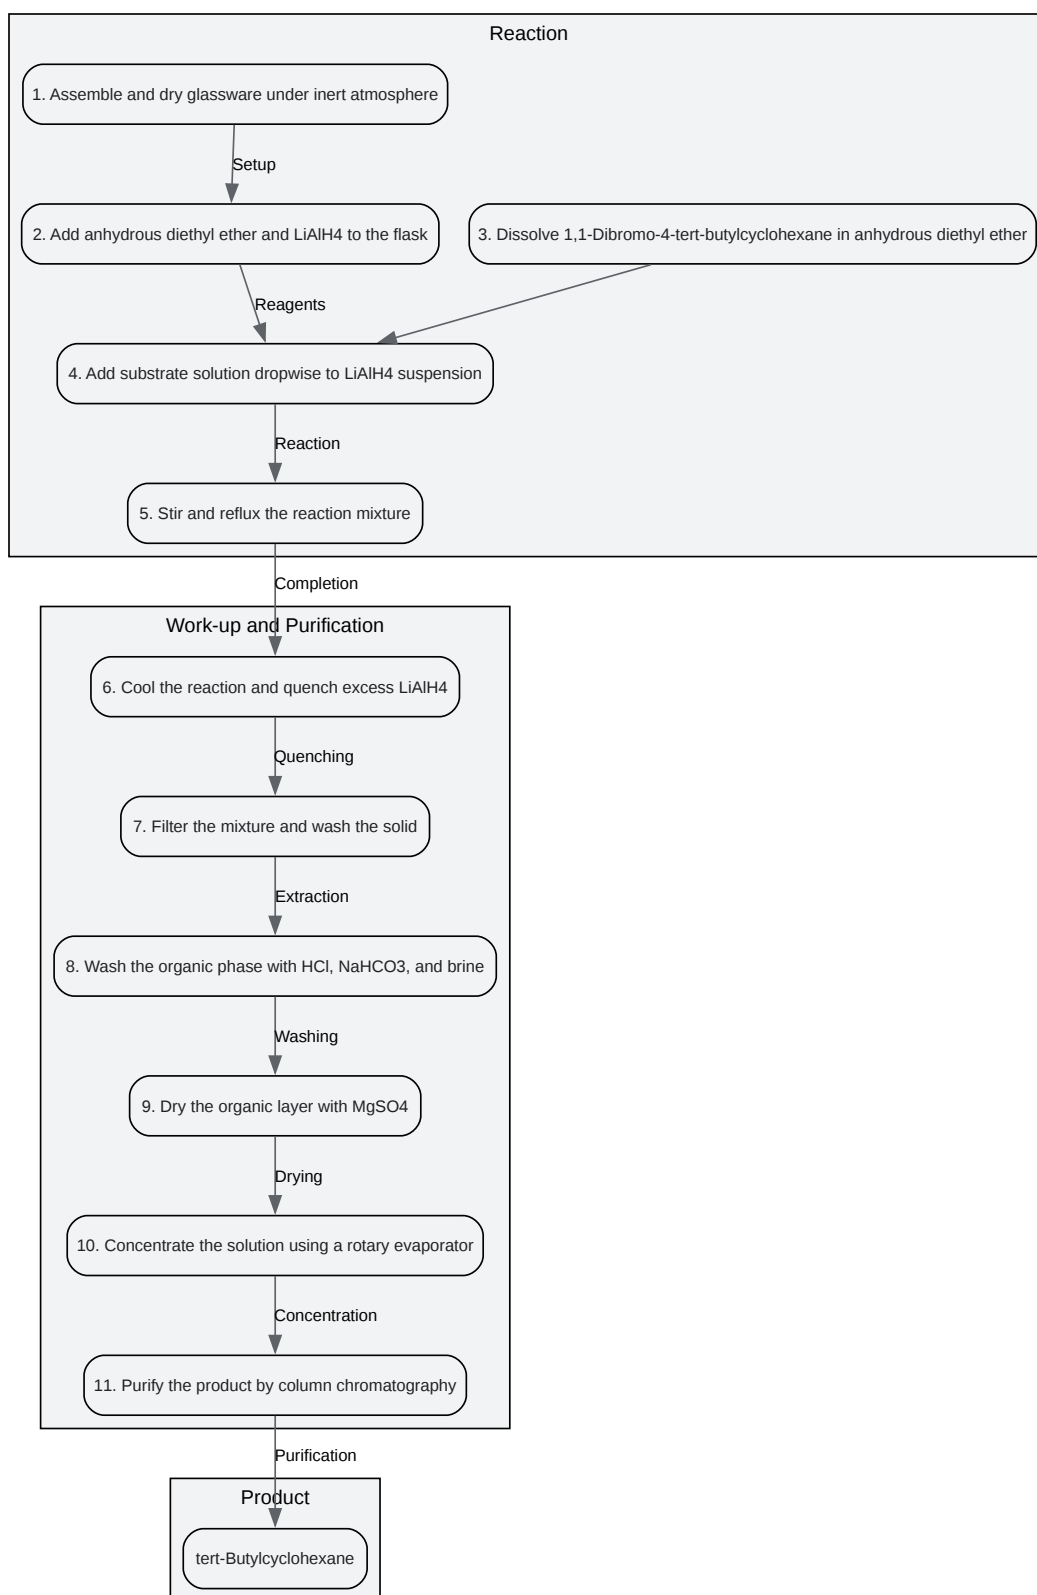 Reaction
1. Assemble and dry glassware under inert atmosphere
Setup
2. Add anhydrous diethyl ether and LiAlH4 to the flask
3. Dissolve 1,1-Dibromo-4-tert-butylcyclohexane in anhydrous diethyl ether
Reagents
4. Add substrate solution dropwise to LiAlH4 suspension
Reaction
5. Stir and reflux the reaction mixture
Completion
Work-up and Purification
6. Cool the reaction and quench excess LiAlH4
Quenching
7. Filter the mixture and wash the solid
Extraction
8. Wash the organic phase with HCl, NaHCO3, and brine
Washing
9. Dry the organic layer with MgSO4
Drying
10. Concentrate the solution using a rotary evaporator
Concentration
11. Purify the product by column chromatography
Purification
Product
tert-Butylcyclohexane